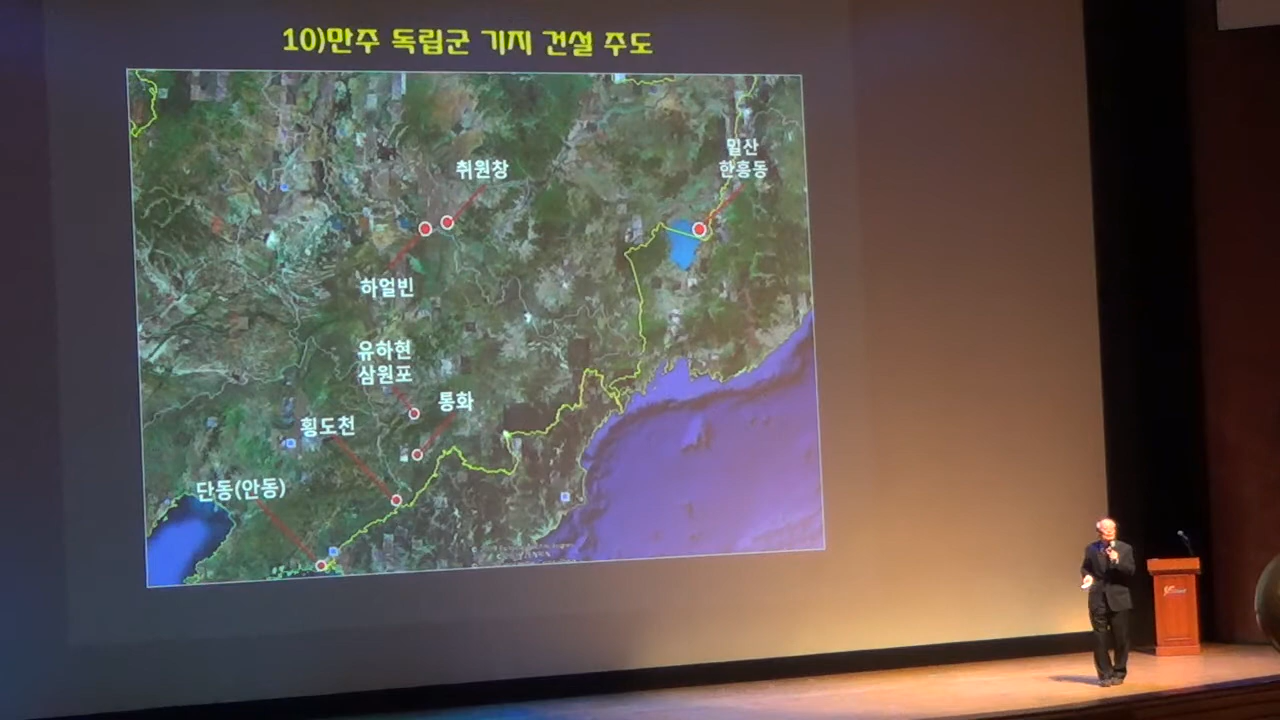 10)만주 독립군 기지 건설 주도
취원창
밀산
한흥동
하얼빈
유하현
삼원포
통화
횡도천
단동(안동)